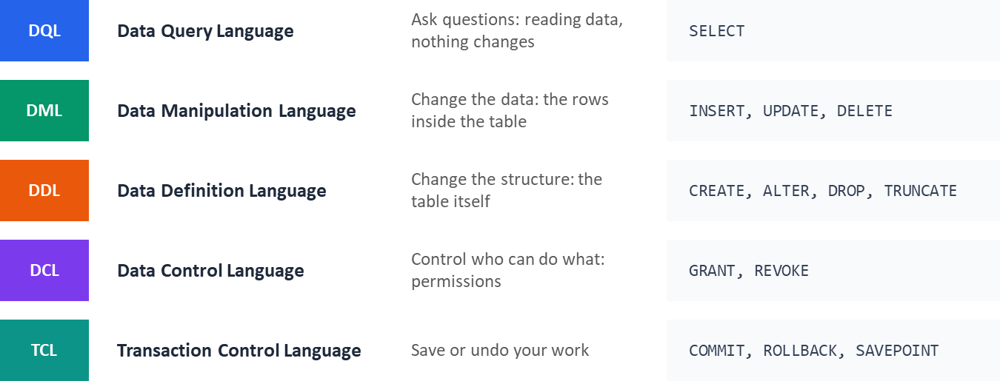 DQL
Data Query Language
Ask questions: reading data,
nothing changes
SELECT
DML
Data Manipulation Language
Change the data: the rows
inside the table
INSERT, UPDATE, DELETE
DDL
Data Definition Language
Change the structure: the
table itself
CREATE, ALTER, DROP, TRUNCATE
DCL
Data Control Language
Control who can do what:
permissions
GRANT, REVOKE
TCL
Transaction Control Language
Save or undo your work
COMMIT, ROLLBACK, SAVEPOINT